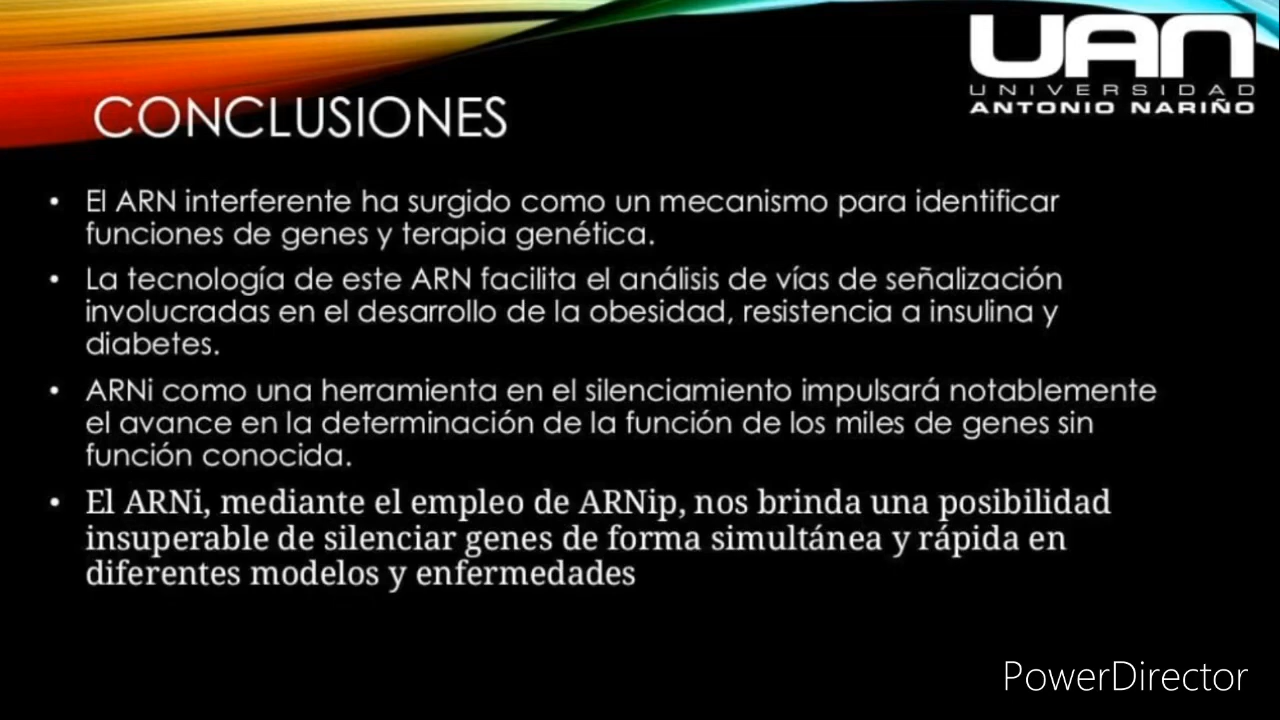 UAN
UNIVERSIDAD
ANTONIO NARIÑO
CONCLUSIONES
• El ARN interferente ha surgido como un mecanismo para identificar
funciones de genes y terapia genética.
• La tecnología de este ARN facilita el análisis de vías de señalización
involucradas en el desarrollo de la obesidad, resistencia a insulina y
diabetes.
• ARNi como una herramienta en el silenciamiento impulsará notablemente
el avance en la determinación de la función de los miles de genes sin
función conocida.
• El ARNi, mediante el empleo de ARNip, nos brinda una posibilidad
insuperable de silenciar genes de forma simultánea y rápida en
diferentes modelos y enfermedades
PowerDirector